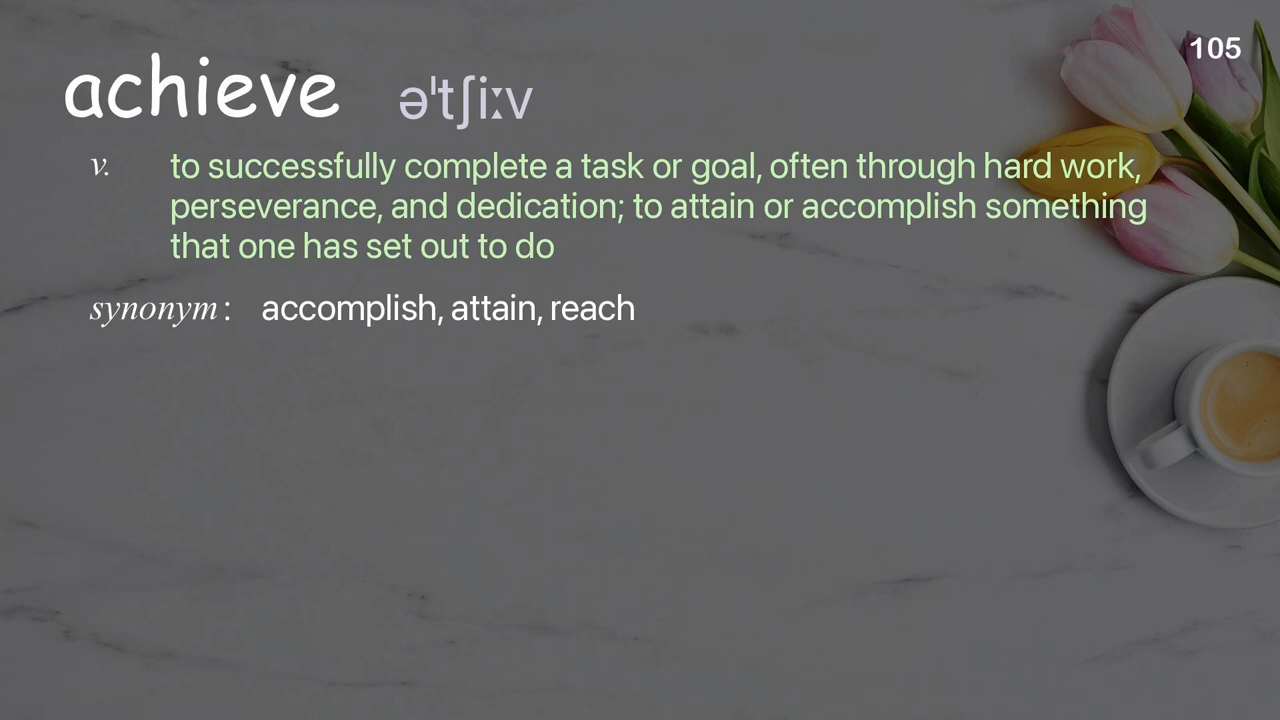 105
achieve əˈtʃiːv
v. to successfully complete a task or goal, often through hard work,
perseverance, and dedication; to attain or accomplish something
that one has set out to do
synonym : accomplish, attain, reach